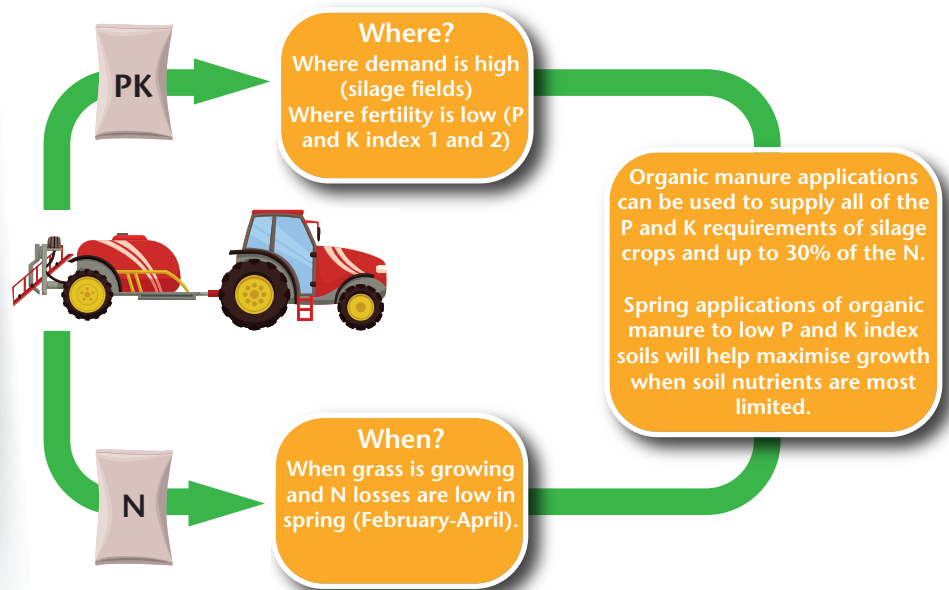 PK
Where?
Where demand is high
(silage fields)
Where fertility is low (P
and K index 1 and 2)
Organic manure applications
can be used to supply all of the
P and K requirements of silage
crops and up to 30% of the N.
Spring applications of organic
manure to low P and K index
soils will help maximise growth
when soil nutrients are most
limited.
N
When?
When grass is growing
and N losses are low in
spring (February-April).